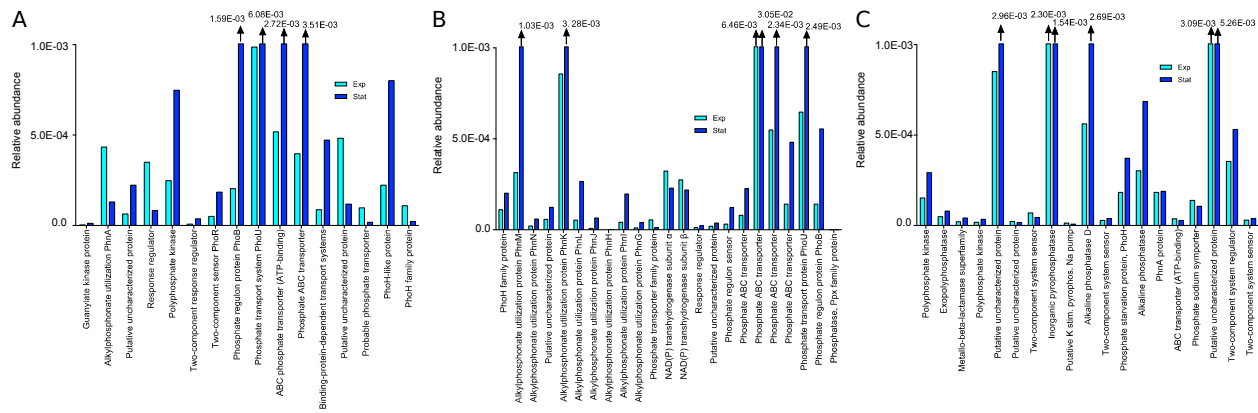 A
1.59E-03
6.08E-03
2.72E-03
3.51E-03
1.0E-03
5.0E-04
0.0
Relative abundance
Exp
Stat
Guanylate kinase protein
Alkylphosphonate utilization PhnA
Putative uncharacterized protein
Response regulator
Polyphosphate kinase
Two-component response regulator
Two-component sensor PhoR
Phosphate regulon protein PhoB
Phosphate transport system PhoU
ABC phosphate transporter (ATP-binding)
Phosphate ABC transporter
Binding-protein-dependent transport systems
Putative uncharacterized protein
Probable phosphate transporter
PhoH-like protein
PhoH family protein
B
1.03E-03
3.28E-03
6.46E-03
3.05E-02
2.34E-03
2.49E-03
1.0E-03
5.0E-04
0.0
Relative abundance
Exp
Stat
PhoH family protein
Alkylphosphonate utilization protein PhnM
Alkylphosphonate utilization protein PhnN
Putative uncharacterized protein
Alkylphosphonate utilization protein PhnK
Alkylphosphonate utilization protein PhnL
Alkylphosphonate utilization protein PhnJ
Alkylphosphonate utilization protein PhnH
Alkylphosphonate utilization protein PhnI
Alkylphosphonate utilization protein PhnG
Phosphate transporter family protein
NAD(P) transhydrogenase subunit α
NAD(P) transhydrogenase subunit β
Response regulator
Putative uncharacterized protein
Phosphate regulon sensor
Phosphate ABC transporter
Phosphate ABC transporter
Phosphate ABC transporter
Phosphate ABC transporter
Phosphate transport protein PhoU
Phosphate regulon protein PhoB
Phosphatase, Ppx family protein
C
2.96E-03
2.30E-03
1.54E-03
2.69E-03
3.09E-03
5.26E-03
1.0E-03
5.0E-04
0.0
Relative abundance
Exp
Stat
Polyphosphate kinase
Exopolyphosphatase
Metallo-beta-lactamase superfamily
Polyphosphate kinase
Putative uncharacterized protein
Putative uncharacterized protein
Two-component system sensor
Inorganic pyrophosphatase
Putative K stim. pyrophos. Na pump
Alkaline phosphatase D
Two-component system sensor
Phosphate starvation protein, PhoH
Alkaline phosphatase
PhnA protein
ABC transporter (ATP-binding)
Phosphate sodium symporter
Putative uncharacterized protein
Two-component system regulator
Two-component system sensor